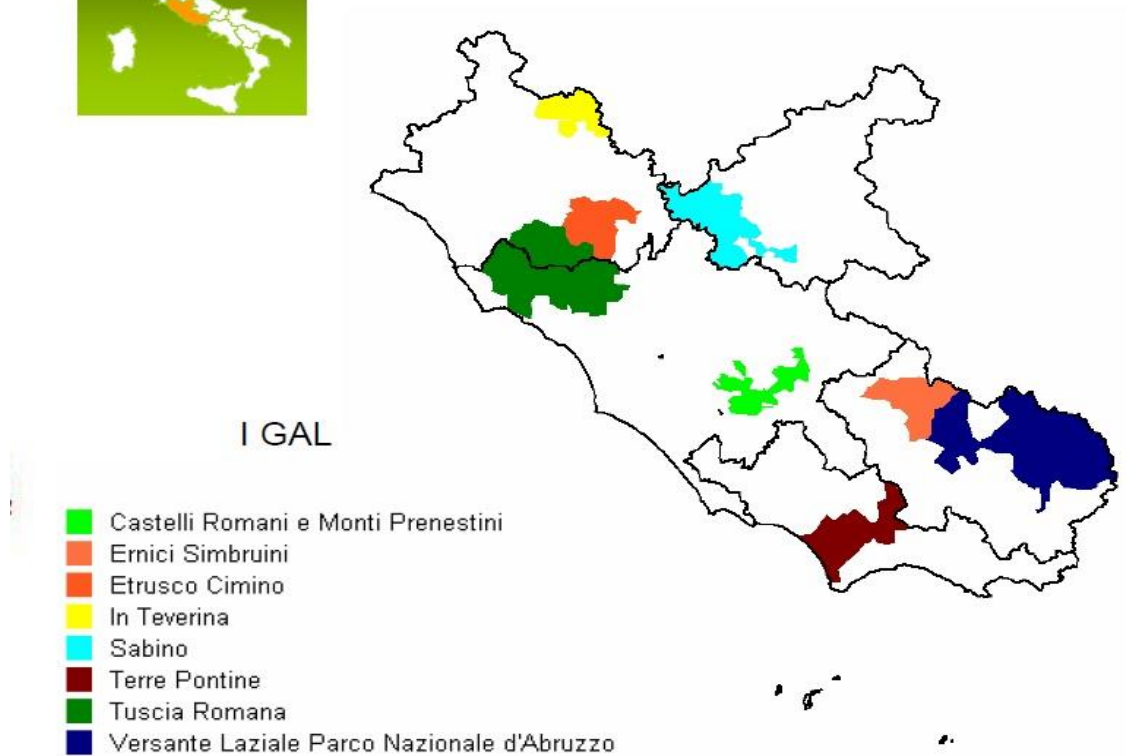 I GAL
Castelli Romani e Monti Prenestini
Ernici Simbruini
Etrusco Cimino
In Teverina
Sabino
Terre Pontine
Tuscia Romana
Versante Laziale Parco Nazionale d'Abruzzo